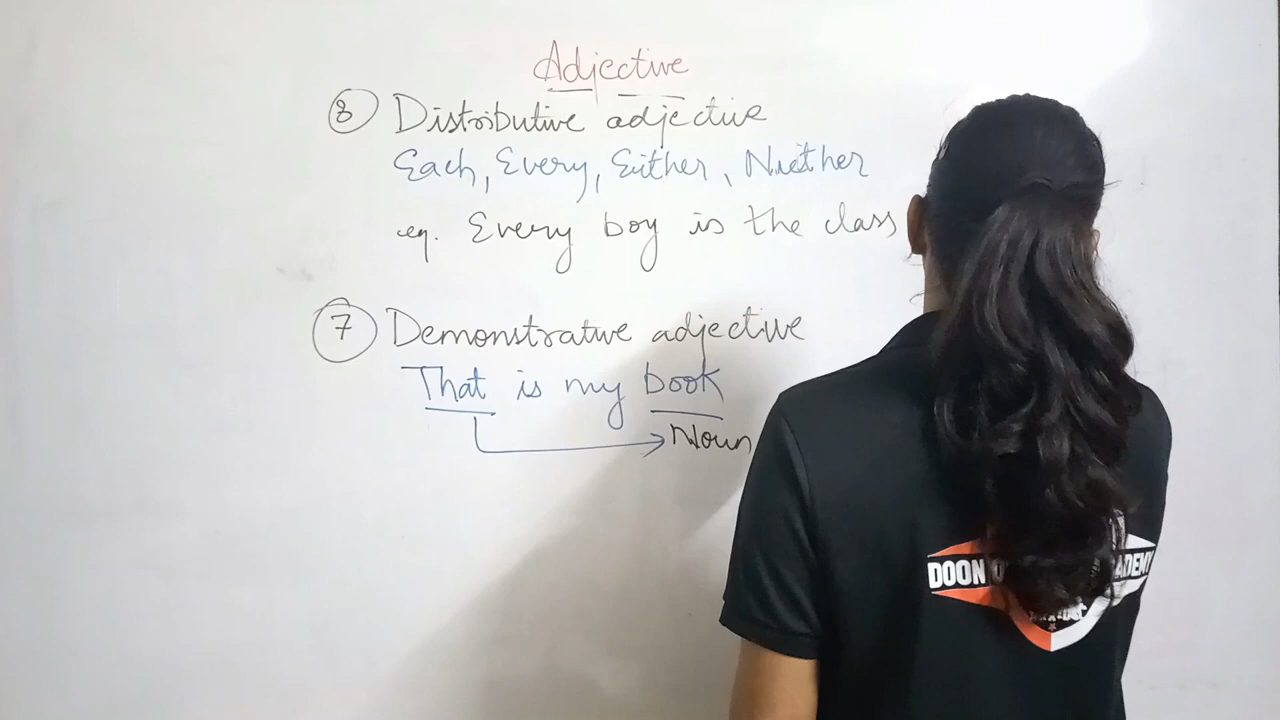 Adjective
8 Distributive adjective
Each, Every, Either, Niether
eg. Every boy is the class
7 Demonstrative adjective
That is my book
Noun
DOON